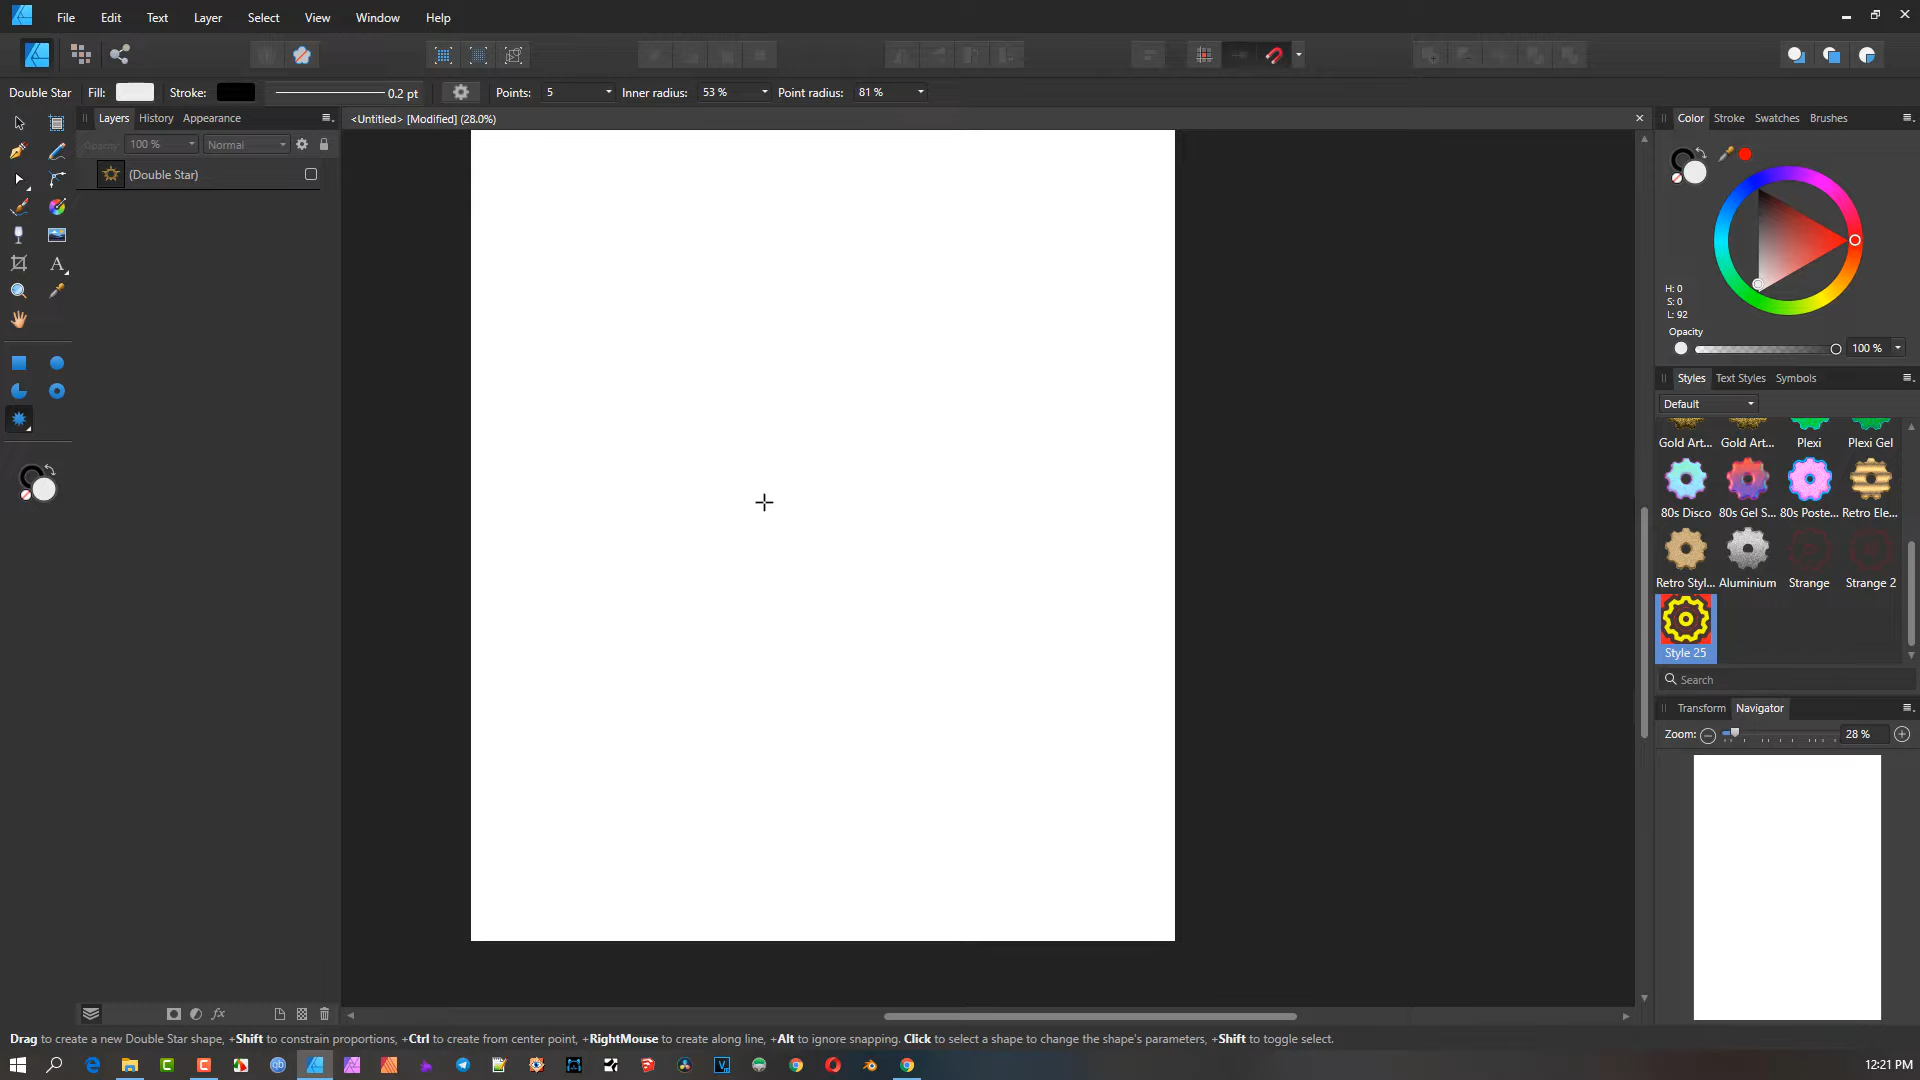 File Edit Text Layer Select View Window Help
Double Star Fill: Stroke: 0.2 pt Points: 5 Inner radius: 53 % Point radius: 81 %
Layers History Appearance
<Untitled> [Modified] (28.0%)
Color Stroke Swatches Brushes
Opacity 100 % Normal
(Double Star)
H: 0
S: 0
L: 92
Opacity
100 %
Styles Text Styles Symbols
Default
Gold Art... Gold Art... Plexi Plexi Gel
80s Disco 80s Gel S... 80s Poste... Retro Ele...
Retro Styl... Aluminium Strange Strange 2
Style 25
Search
Transform Navigator
Zoom: 28 %
Drag to create a new Double Star shape, +Shift to constrain proportions, +Ctrl to create from center point, +RightMouse to create along line, +Alt to ignore snapping. Click to select a shape to change the shape's parameters, +Shift to toggle select.
12:21 PM